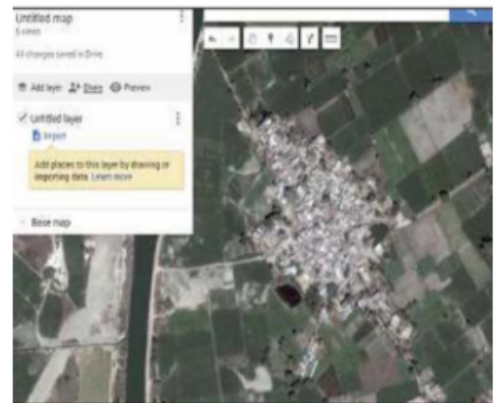 Untitled map
All changes saved in Drive
Add layer Share Preview
Untitled layer
Import
Add places to this layer by drawing or
importing data. Learn more
Base map